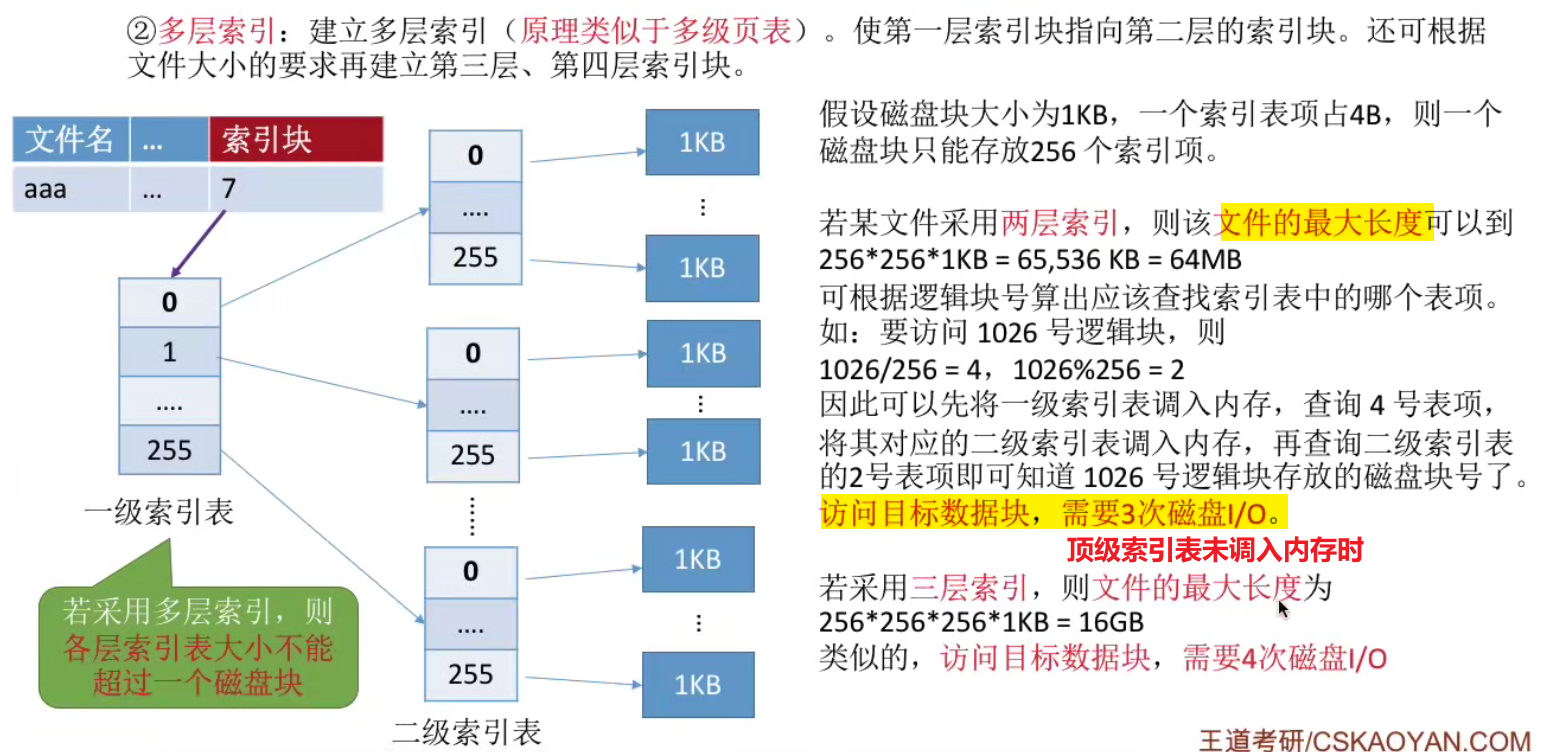 ②多层索引：建立多层索引（原理类似于多级页表）。使第一层索引块指向第二层的索引块。还可根据
文件大小的要求再建立第三层、第四层索引块。
文件名 ... 索引块
aaa ... 7
0
1
....
255
一级索引表
若采用多层索引，则
各层索引表大小不能
超过一个磁盘块
0
....
255
0
....
255
0
....
255
二级索引表
1KB
1KB
1KB
1KB
1KB
1KB
假设磁盘块大小为1KB，一个索引表项占4B，则一个
磁盘块只能存放256 个索引项。
若某文件采用两层索引，则该文件的最大长度可以到
256*256*1KB = 65,536 KB = 64MB
可根据逻辑块号算出应该查找索引表中的哪个表项。
如：要访问 1026 号逻辑块，则
1026/256 = 4，1026%256 = 2
因此可以先将一级索引表调入内存，查询 4 号表项，
将其对应的二级索引表调入内存，再查询二级索引表
的2号表项即可知道 1026 号逻辑块存放的磁盘块号了。
访问目标数据块，需要3次磁盘I/O。
顶级索引表未调入内存时
若采用三层索引，则文件的最大长度为
256*256*256*1KB = 16GB
类似的，访问目标数据块，需要4次磁盘I/O
王道考研/CSKAOYAN.COM